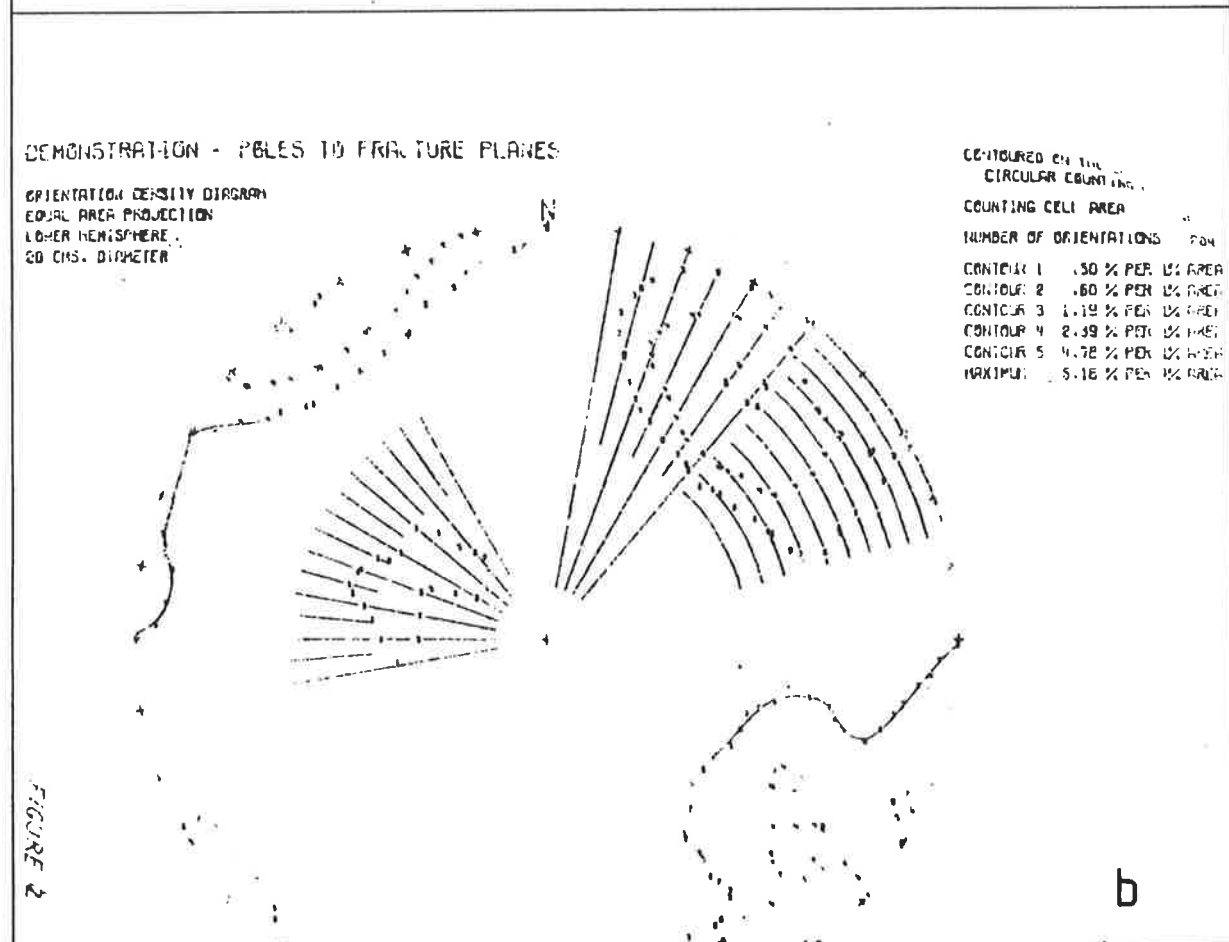 DEMONSTRATION - POLES TO FRACTURE PLANES
ORIENTATION DENSITY DIAGRAM
EQUAL AREA PROJECTION
LOWER HEMISPHERE
20 CMS. DIAMETER
N
CONTOURED ON THE
CIRCULAR COUNTING
COUNTING CELL AREA
NUMBER OF ORIENTATIONS
CONTOUR 1 .30 % PER 1% AREA
CONTOUR 2 .60 % PER 1% AREA
CONTOUR 3 1.19 % PER 1% AREA
CONTOUR 4 2.39 % PER 1% AREA
CONTOUR 5 4.78 % PER 1% AREA
MAXIMUM 5.16 % PER 1% AREA
FIGURE 2
b